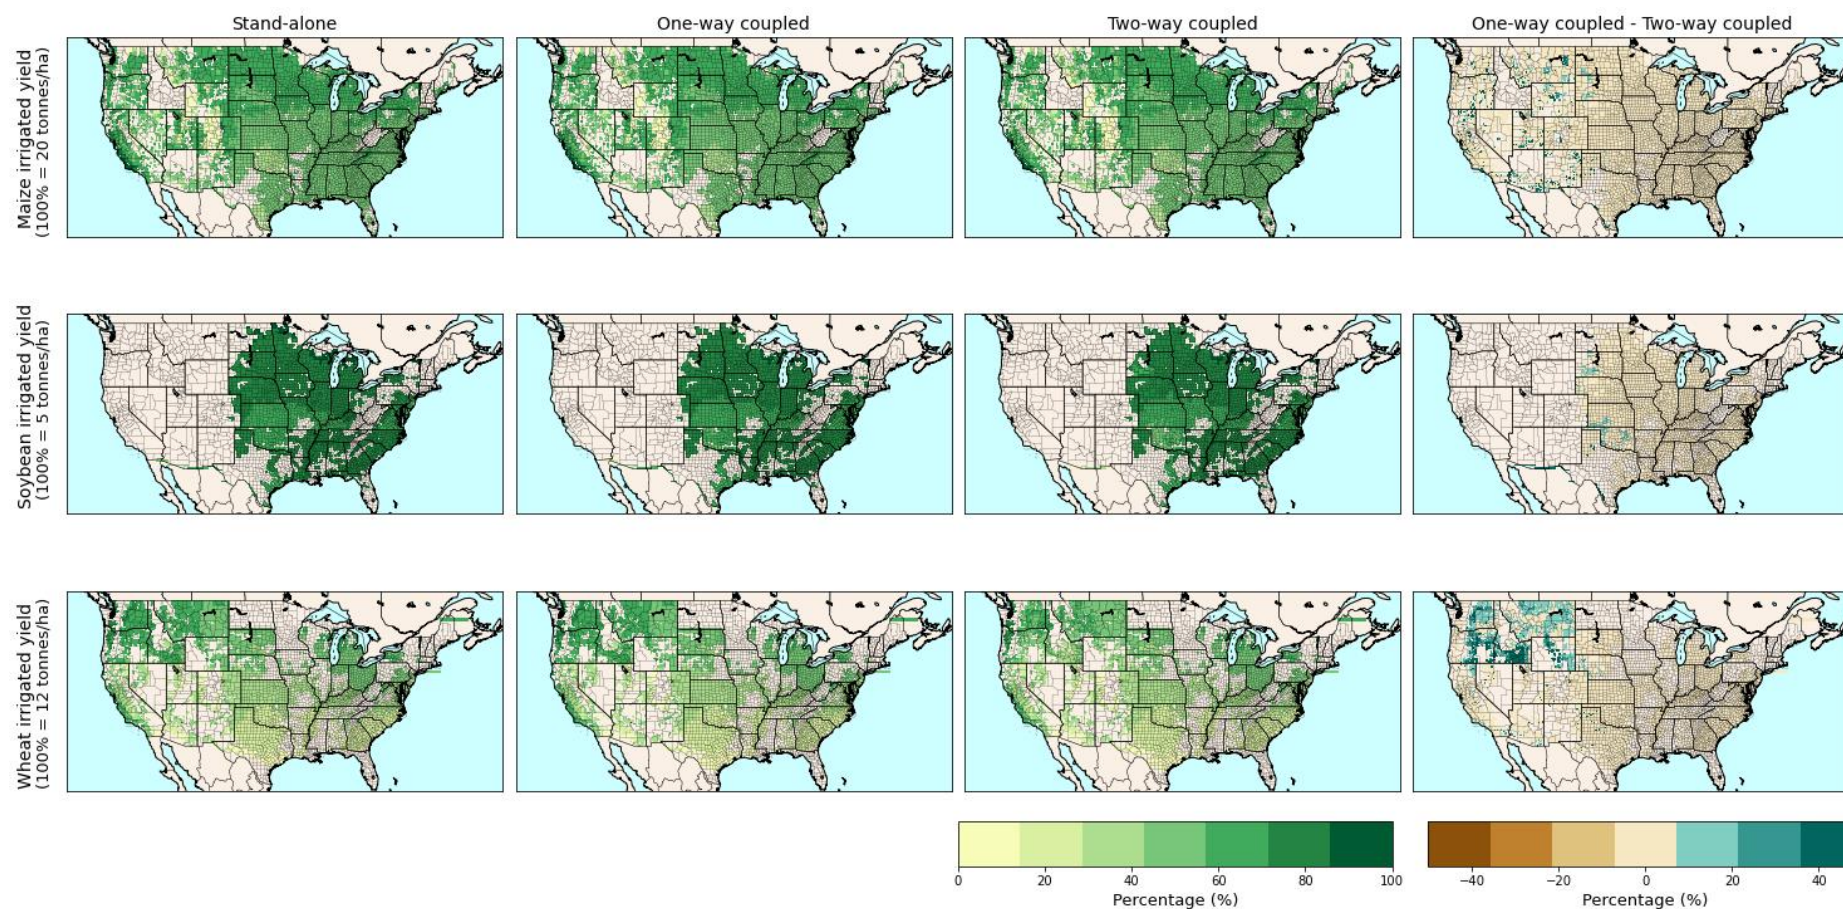 Stand-alone
One-way coupled
Two-way coupled
One-way coupled - Two-way coupled
Maize irrigated yield
(100% = 20 tonnes/ha)
Soybean irrigated yield
(100% = 5 tonnes/ha)
Wheat irrigated yield
(100% = 12 tonnes/ha)
0 20 40 60 80 100
Percentage (%)
−40 −20 0 20 40
Percentage (%)